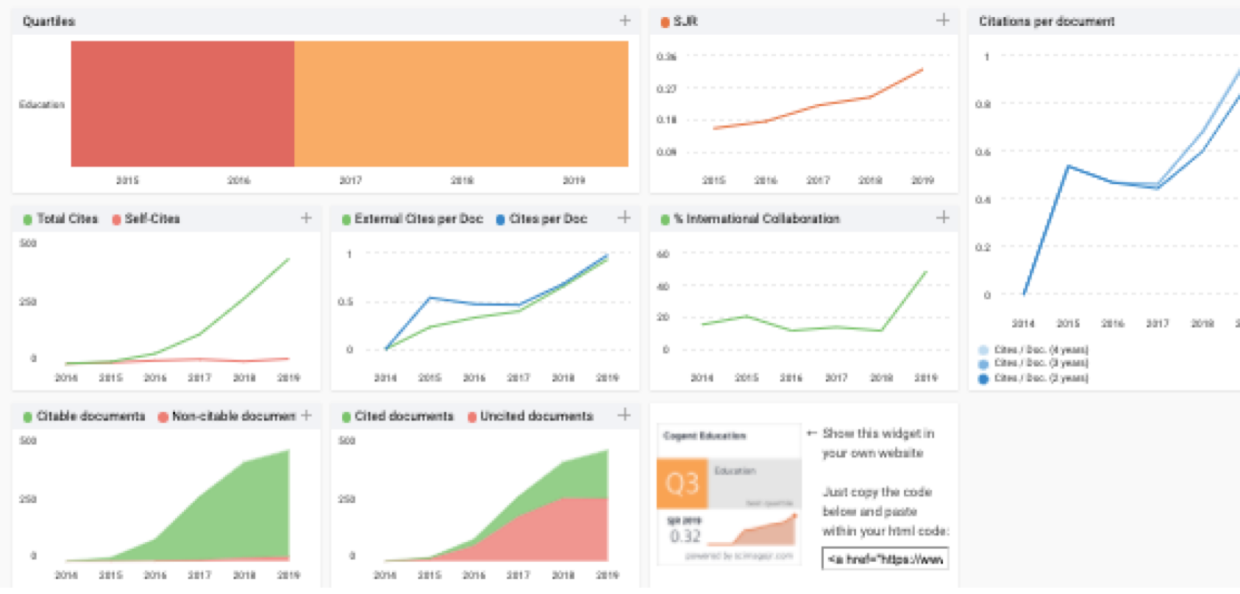 Quartiles +
Education
2015 2016 2017 2018 2019
SJR +
0.36
0.27
0.18
0.09
2015 2016 2017 2018 2019
Citations per document
1
0.8
0.6
0.4
0.2
0
2014 2015 2016 2017 2018 2
Cites / Doc. (4 years)
Cites / Doc. (3 years)
Cites / Doc. (2 years)
Total Cites Self-Cites +
500
250
0
2014 2015 2016 2017 2018 2019
External Cites per Doc Cites per Doc +
1
0.5
0
2014 2015 2016 2017 2018 2019
% International Collaboration +
60
40
20
0
2014 2015 2016 2017 2018 2019
Citable documents Non-citable documen +
500
250
0
2014 2015 2016 2017 2018 2019
Cited documents Uncited documents +
500
250
0
2014 2015 2016 2017 2018 2019
Cogent Education
Q3
Education
best quartile
SJR 2019
0.32
powered by scimagojr.com
← Show this widget in
your own website
Just copy the code
below and paste
within your html code:
<a href="https://www.